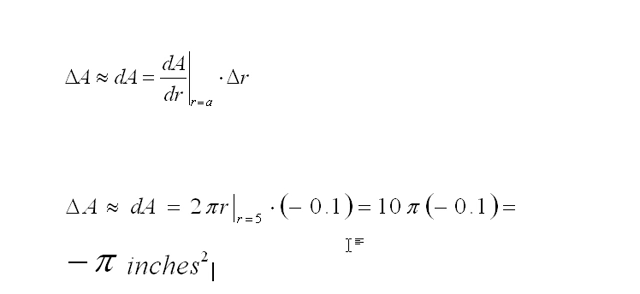 ΔA ≈ dA = dA/dr|r=a · Δr
ΔA ≈ dA = 2πr|r=5 · (− 0.1) = 10π(− 0.1) =
− π inches²